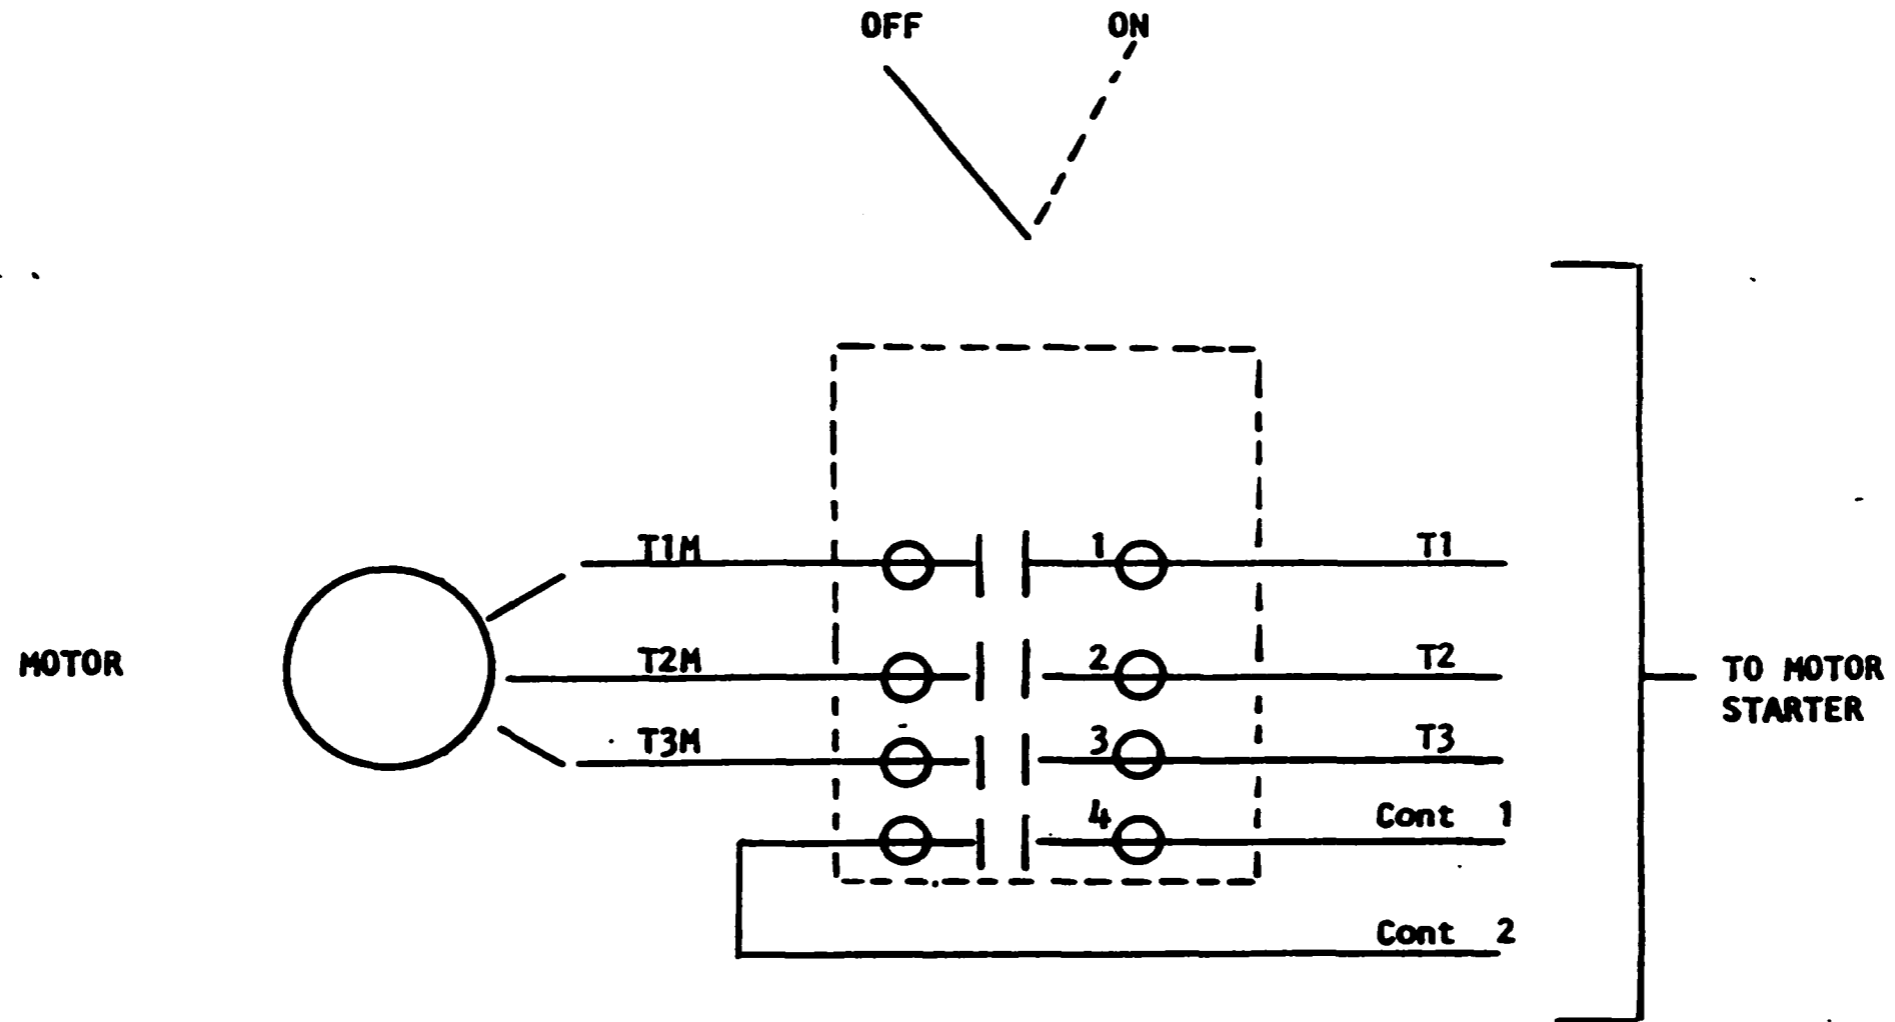 OFF ON
T1M 1 T1
MOTOR T2M 2 T2 TO MOTOR
STARTER
T3M 3 T3
4 Cont 1
Cont 2